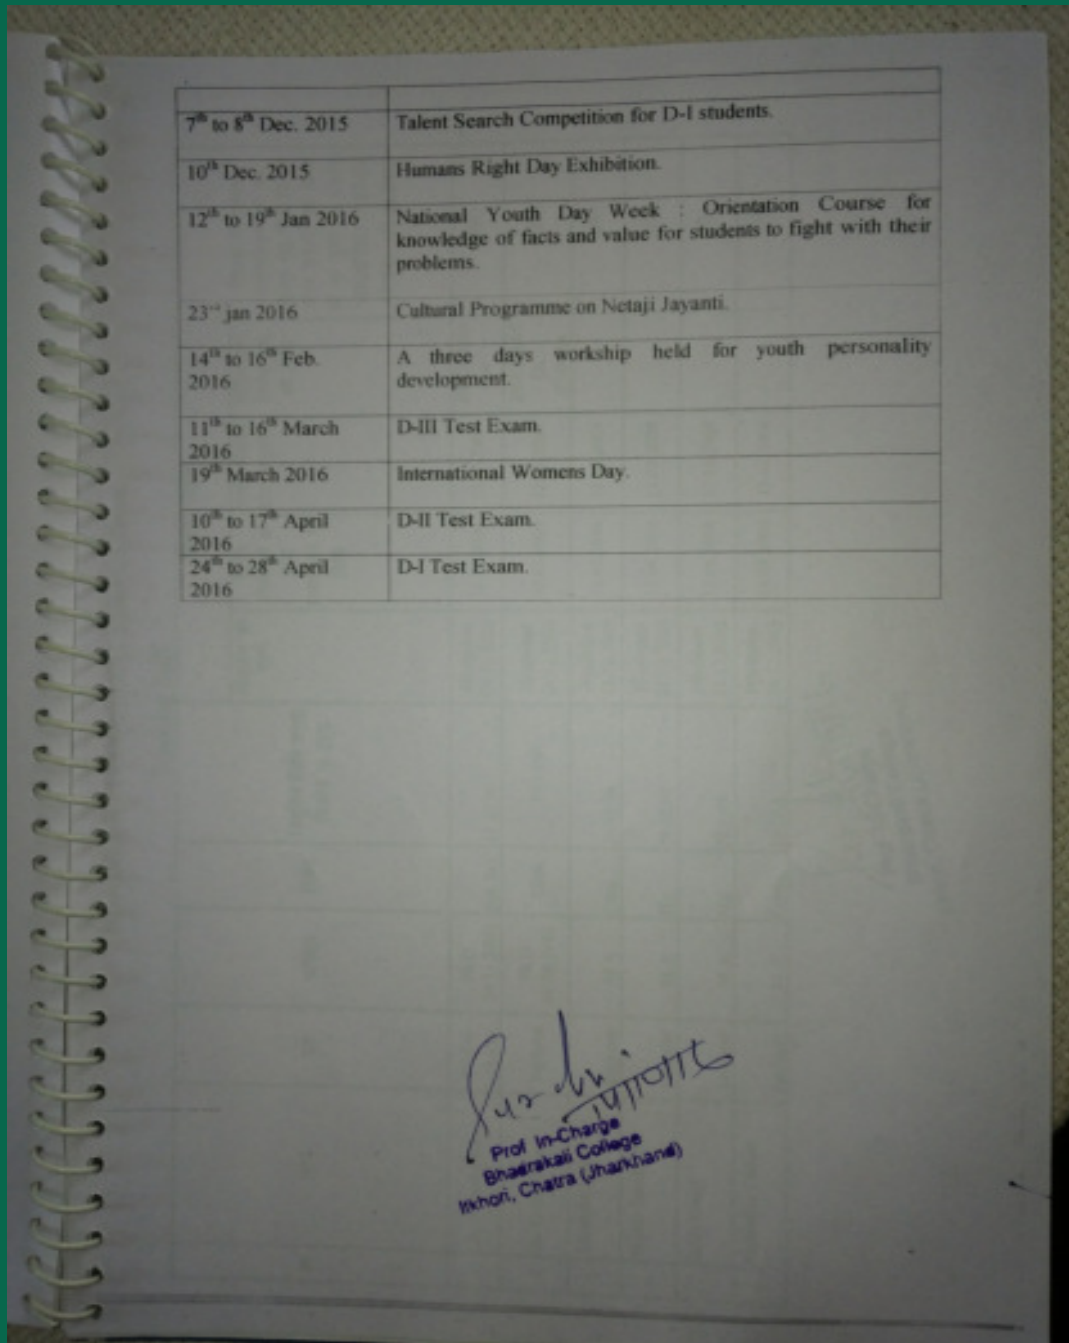 7th to 8th Dec. 2015 Talent Search Competition for D-I students.
10th Dec. 2015 Humans Right Day Exhibition.
12th to 19th Jan 2016 National Youth Day Week : Orientation Course for
knowledge of facts and value for students to fight with their
problems.
23rd jan 2016 Cultural Programme on Netaji Jayanti.
14th to 16th Feb. A three days workship held for youth personality
2016 development.
11th to 16th March D-III Test Exam.
2016
19th March 2016 International Womens Day.
10th to 17th April D-II Test Exam.
2016
24th to 28th April D-I Test Exam.
2016
14/10/16
Prof In-Charge
Bhadrakali College
Itkhori, Chatra (Jharkhand)